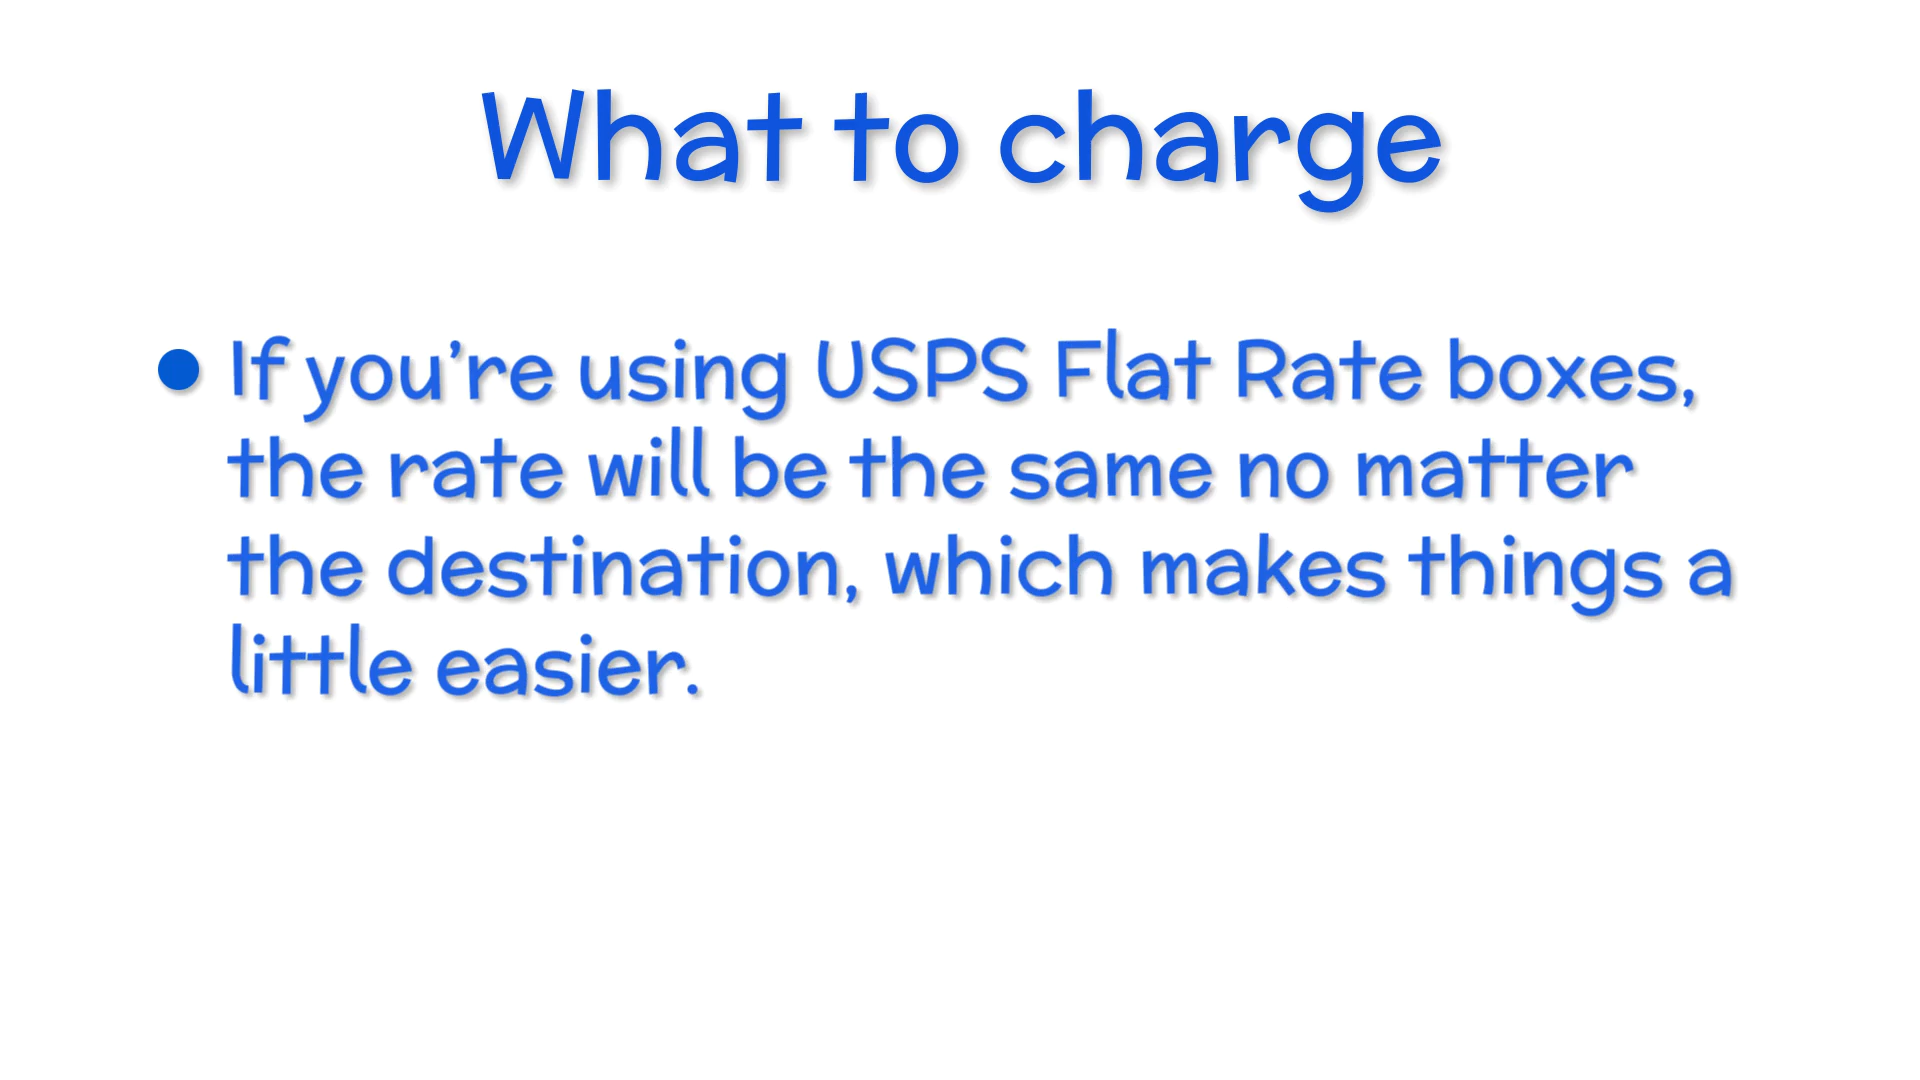 What to charge
● If you’re using USPS Flat Rate boxes,
the rate will be the same no matter
the destination, which makes things a
little easier.